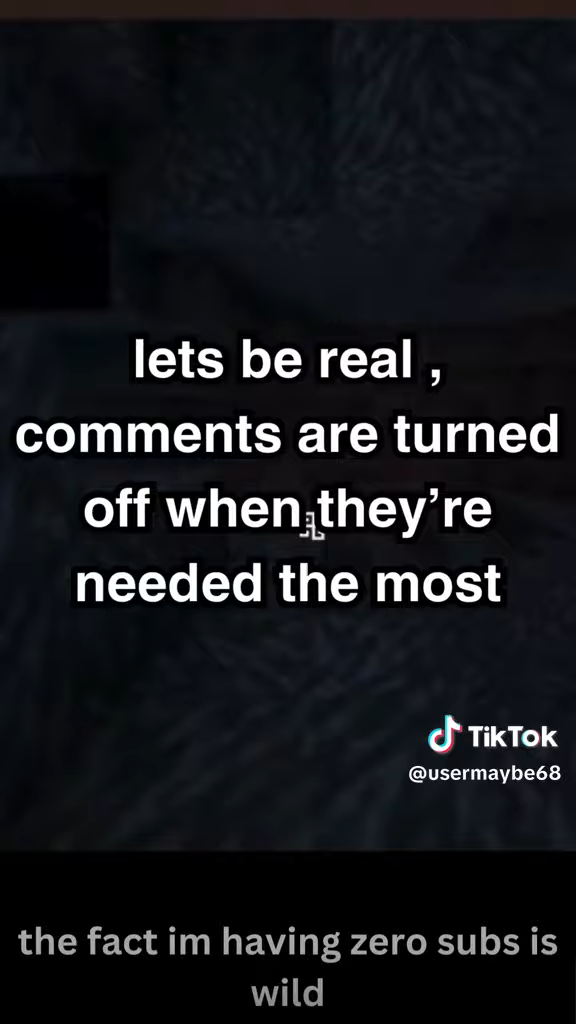 lets be real ,
comments are turned
off when they’re
needed the most
TikTok
@usermaybe68
the fact im having zero subs is
wild